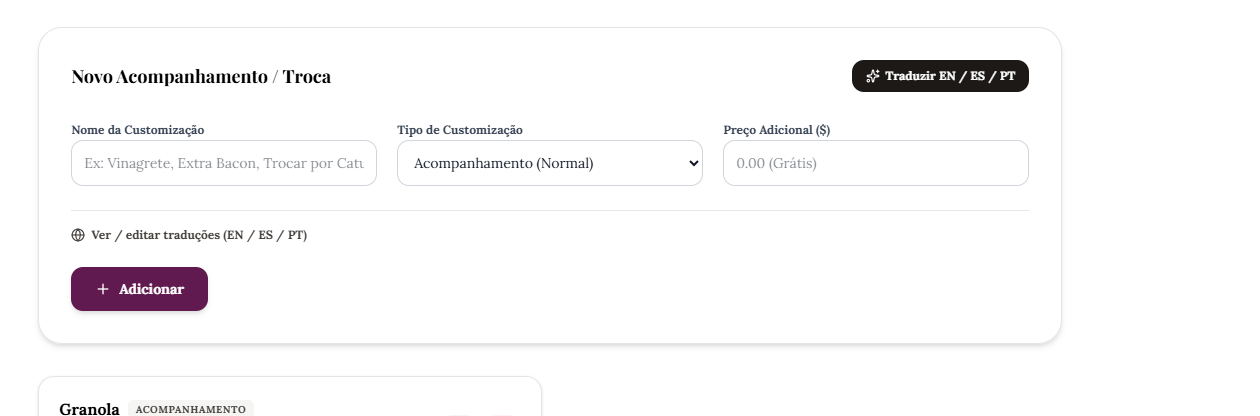 Novo Acompanhamento / Troca
Traduzir EN / ES / PT
Nome da Customização
Tipo de Customização
Preço Adicional ($)
Ex: Vinagrete, Extra Bacon, Trocar por Catu
Acompanhamento (Normal)
0.00 (Grátis)
Ver / editar traduções (EN / ES / PT)
+ Adicionar
Granola ACOMPANHAMENTO